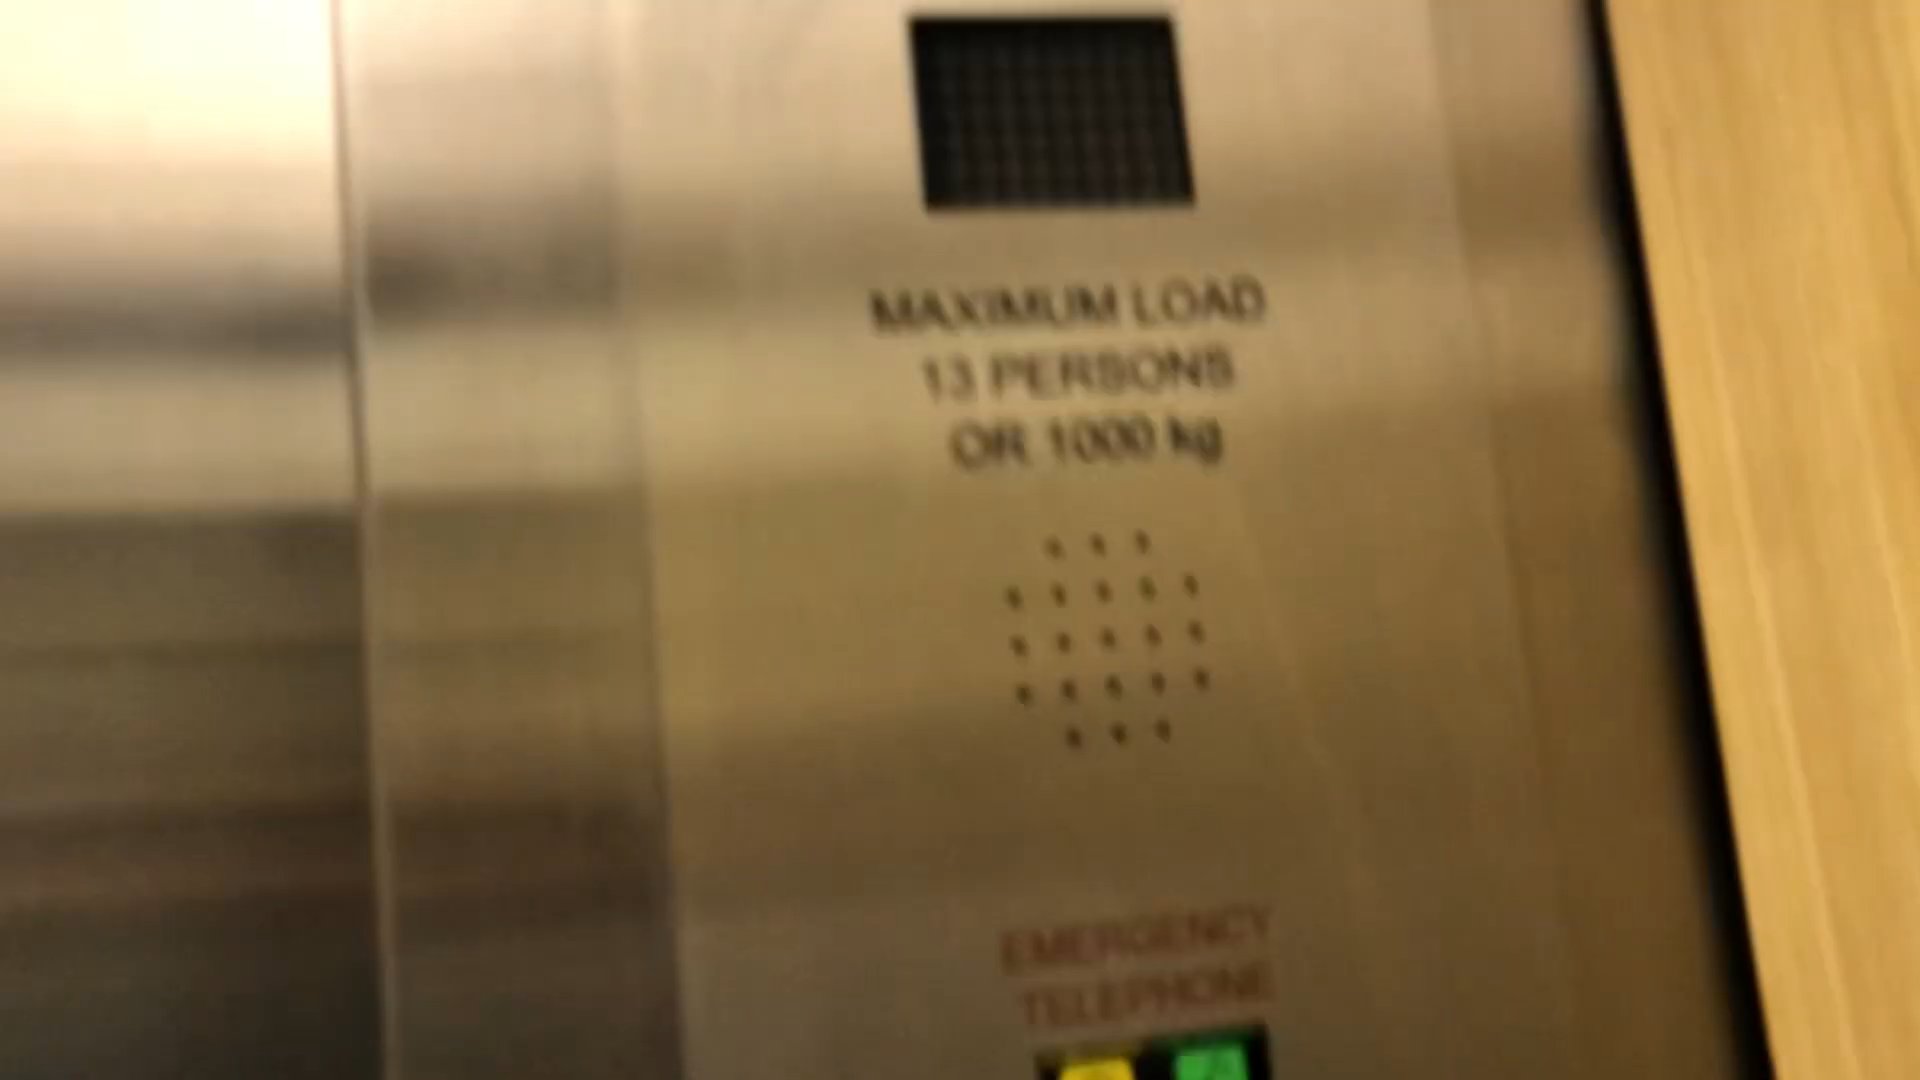 MAXIMUM LOAD
13 PERSONS
OR 1000 kg
EMERGENCY
TELEPHONE